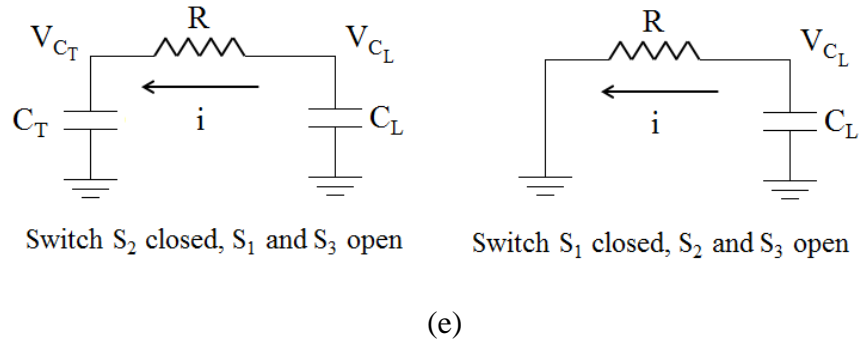 R
V_{C_T}
V_{C_L}
C_T
i
C_L
Switch S_2 closed, S_1 and S_3 open
R
V_{C_L}
i
C_L
Switch S_1 closed, S_2 and S_3 open
(e)